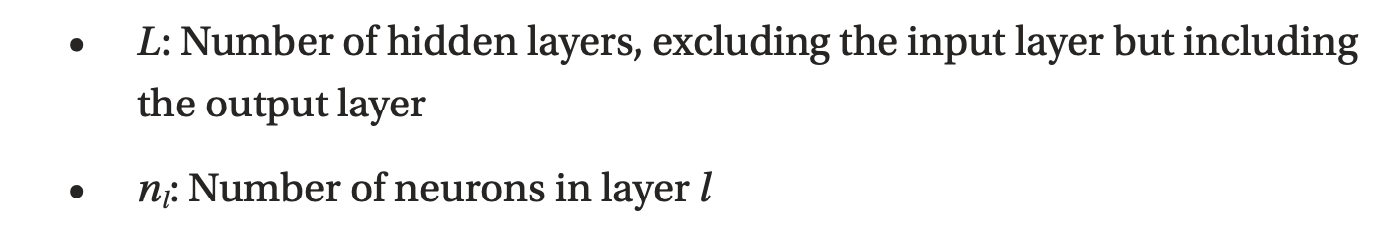 • L: Number of hidden layers, excluding the input layer but including
the output layer
• nₗ: Number of neurons in layer l